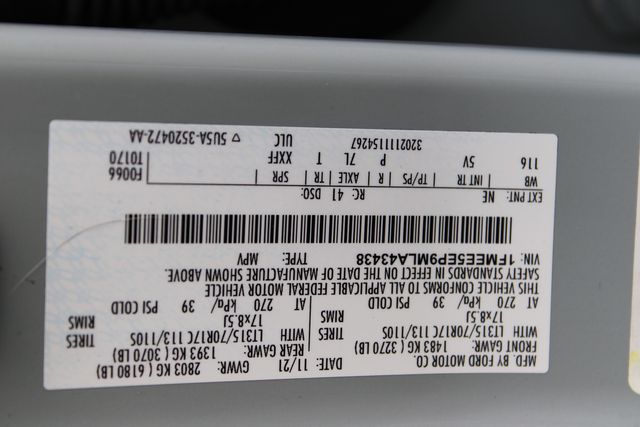 MFD. BY FORD MOTOR CO.
DATE: 11/21 GVWR: 2803 KG ( 6180 LB)
FRONT GAWR: 1483 KG ( 3270 LB) REAR GAWR: 1393 KG ( 3070 LB)
WITH LT315/70R17C 113/110S TIRES WITH LT315/70R17C 113/110S TIRES
17x8.5J RIMS 17x8.5J RIMS
AT 270 kPa/ 39 PSI COLD AT 270 kPa/ 39 PSI COLD
THIS VEHICLE CONFORMS TO ALL APPLICABLE FEDERAL MOTOR VEHICLE
SAFETY STANDARDS IN EFFECT ON THE DATE OF MANUFACTURE SHOWN ABOVE.
VIN: 1FMEE5EP9MLA43438 TYPE: MPV
EXT PNT: NE RC: 41 DSO: F0066
WB INT TR TP/PS R AXLE TR SPR T0170
116 5V P 7L T XXFF
3202111154267 ULC ▽ 5U5A-3520472-AA